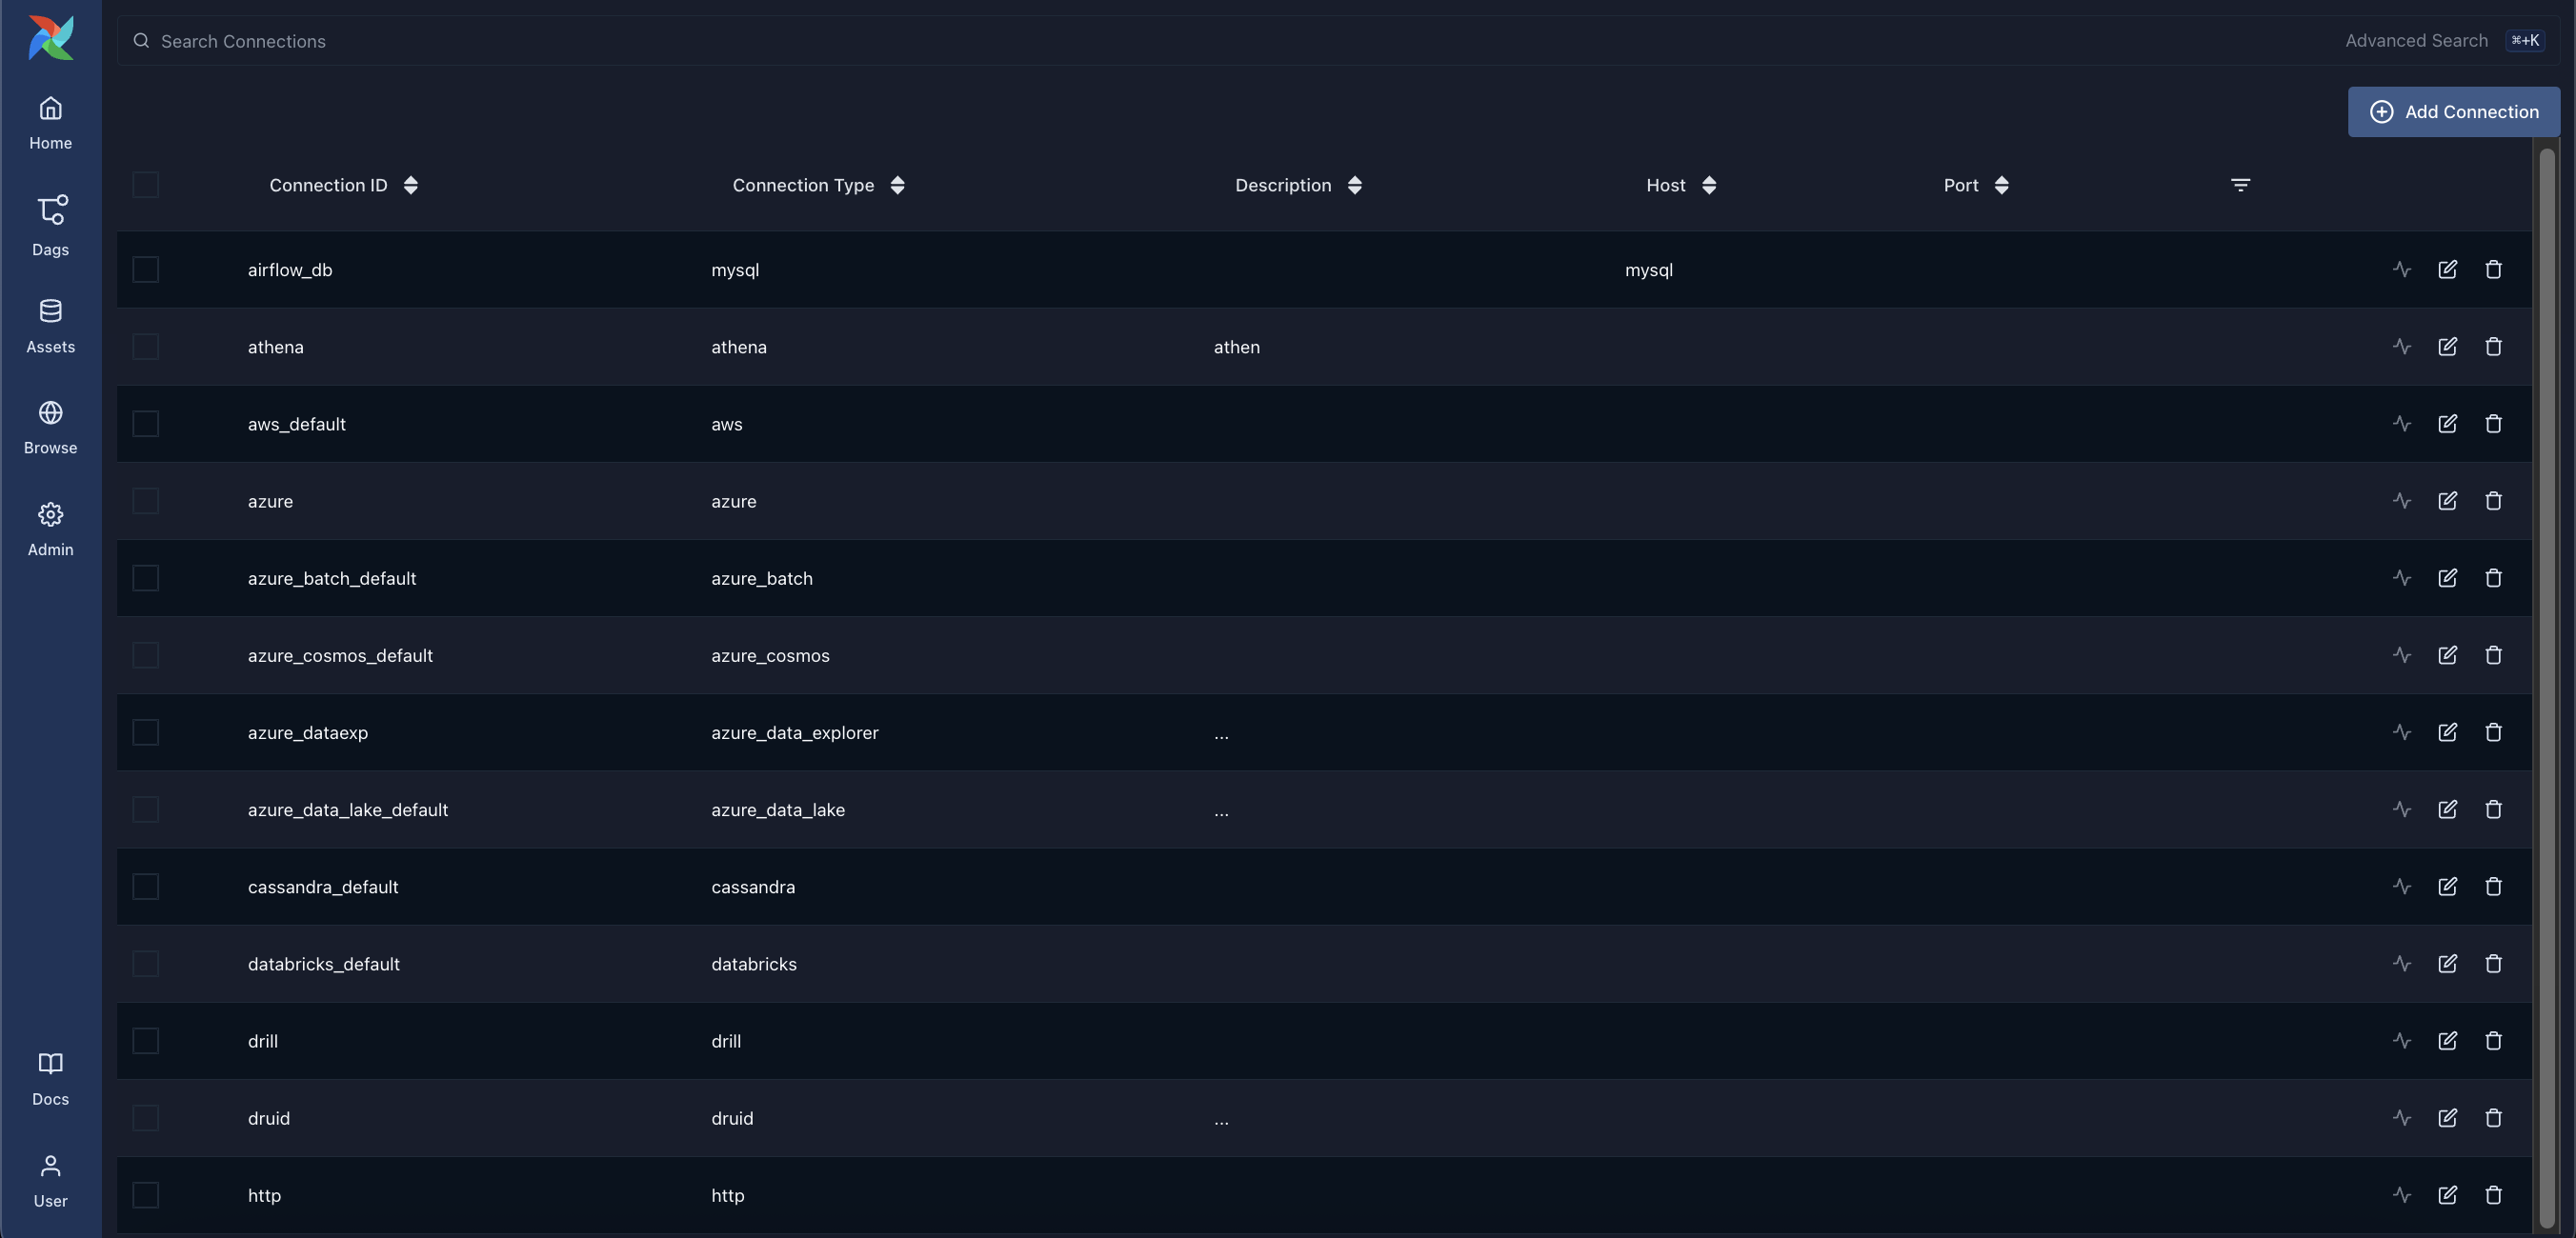 Search Connections Advanced Search ⌘+K
Add Connection
Home
Dags
Assets
Browse
Admin
Docs
User
Connection ID Connection Type Description Host Port
airflow_db mysql mysql
athena athena athen
aws_default aws
azure azure
azure_batch_default azure_batch
azure_cosmos_default azure_cosmos
azure_dataexp azure_data_explorer ...
azure_data_lake_default azure_data_lake ...
cassandra_default cassandra
databricks_default databricks
drill drill
druid druid ...
http http